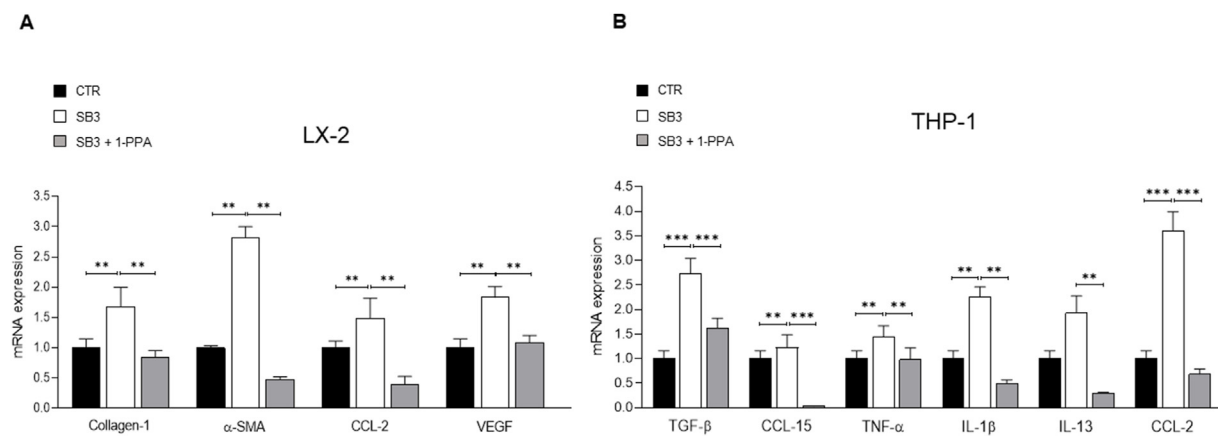 A
CTR
SB3
SB3 + 1-PPA
LX-2
mRNA expression
3.5
3.0
2.5
2.0
1.5
1.0
0.5
0.0
** **
** **
** **
** **
Collagen-1 α-SMA CCL-2 VEGF
B
CTR
SB3
SB3 + 1-PPA
THP-1
mRNA expression
4.5
4.0
3.5
3.0
2.5
2.0
1.5
1.0
0.5
0.0
*** ***
** ***
** **
** **
**
*** ***
TGF-β CCL-15 TNF-α IL-1β IL-13 CCL-2